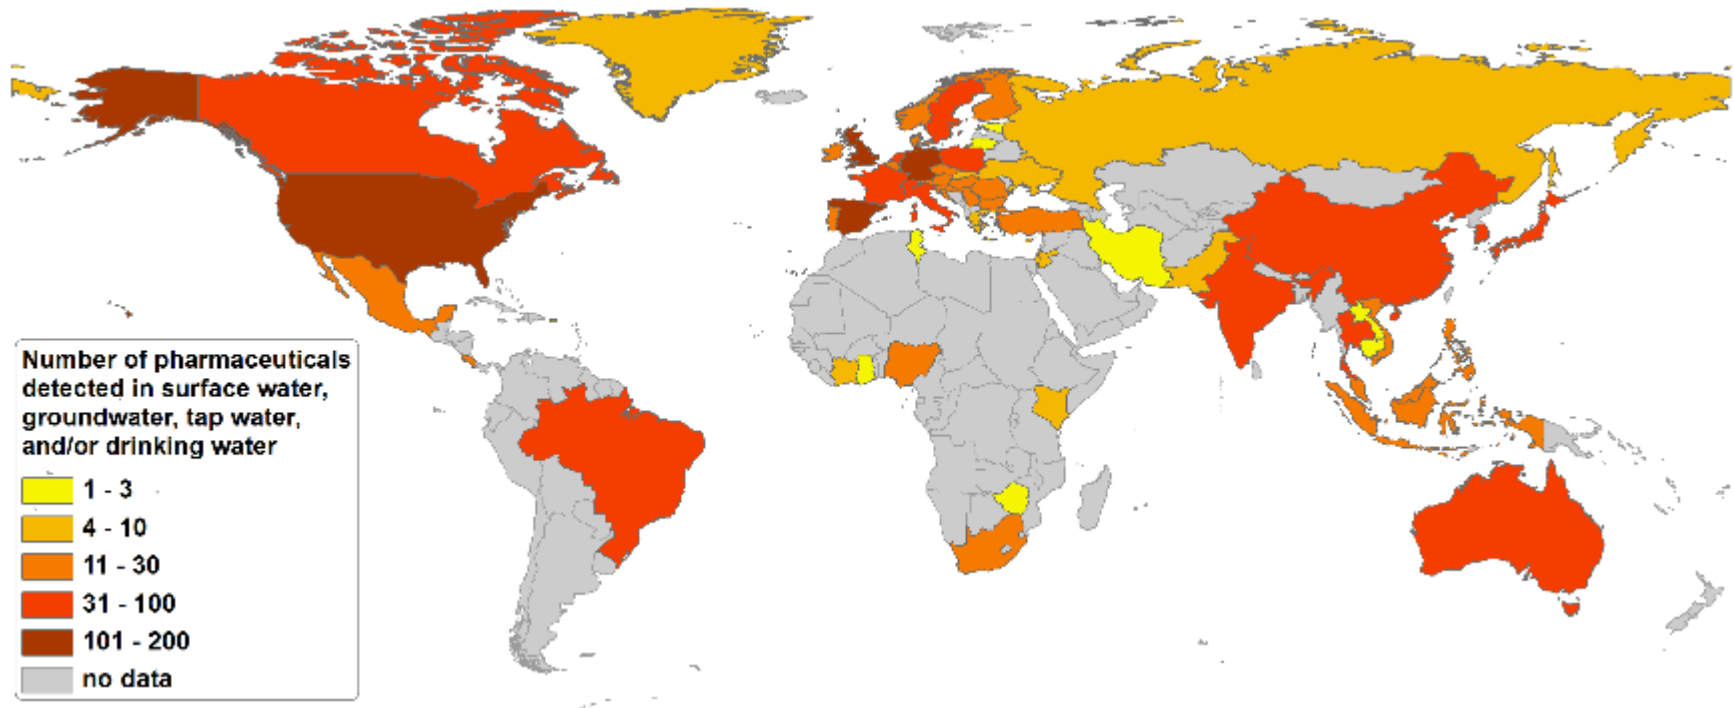 Number of pharmaceuticals
detected in surface water,
groundwater, tap water,
and/or drinking water
1 - 3
4 - 10
11 - 30
31 - 100
101 - 200
no data